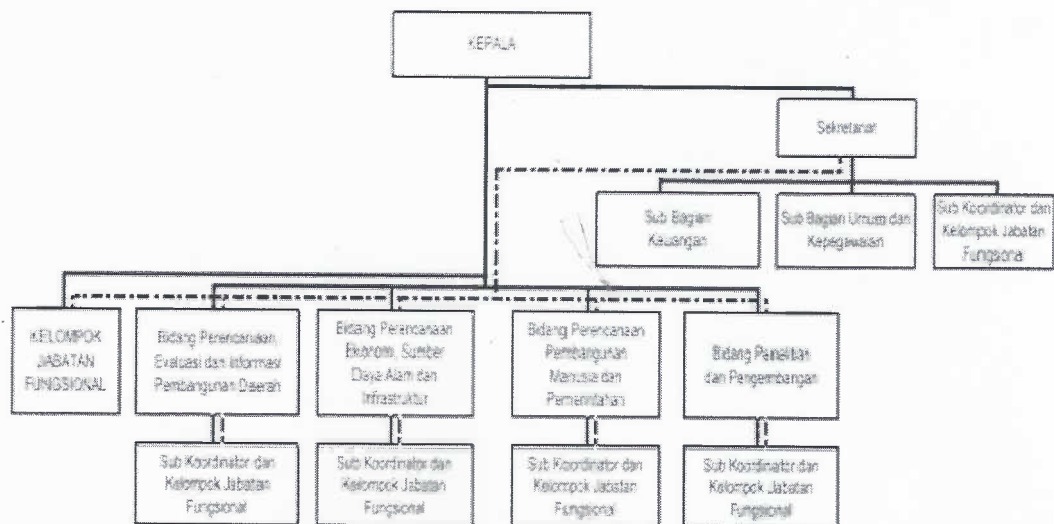 KEPALA
Sekretariat
Sub Bagian
Keuangan
Sub Bagian Umum dan
Kepegawaian
Sub Koordinator dan
Kelompok Jabatan
Fungsional
KELOMPOK
JABATAN
FUNGSIONAL
Bidang Perencanaan,
Evaluasi dan Informasi
Pembangunan Daerah
Bidang Perencanaan
Ekonomi, Sumber
Daya Alam dan
Infrastruktur
Bidang Perencanaan
Pembangunan
Manusia dan
Pemerintahan
Bidang Penelitian
dan Pengembangan
Sub Koordinator dan
Kelompok Jabatan
Fungsional
Sub Koordinator dan
Kelompok Jabatan
Fungsional
Sub Koordinator dan
Kelompok Jabatan
Fungsional
Sub Koordinator dan
Kelompok Jabatan
Fungsional